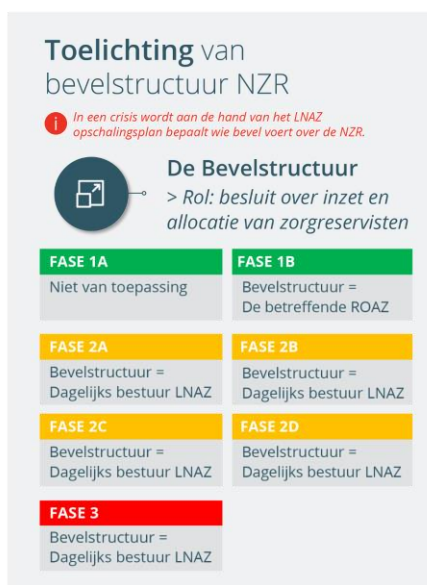 Toelichting van
bevelstructuur NZR
i
In een crisis wordt aan de hand van het LNAZ
opschalingsplan bepaalt wie bevel voert over de NZR.
De Bevelstructuur
> Rol: besluit over inzet en
allocatie van zorgreservisten
FASE 1A
Niet van toepassing
FASE 1B
Bevelstructuur =
De betreffende ROAZ
FASE 2A
Bevelstructuur =
Dagelijks bestuur LNAZ
FASE 2B
Bevelstructuur =
Dagelijks bestuur LNAZ
FASE 2C
Bevelstructuur =
Dagelijks bestuur LNAZ
FASE 2D
Bevelstructuur =
Dagelijks bestuur LNAZ
FASE 3
Bevelstructuur =
Dagelijks bestuur LNAZ